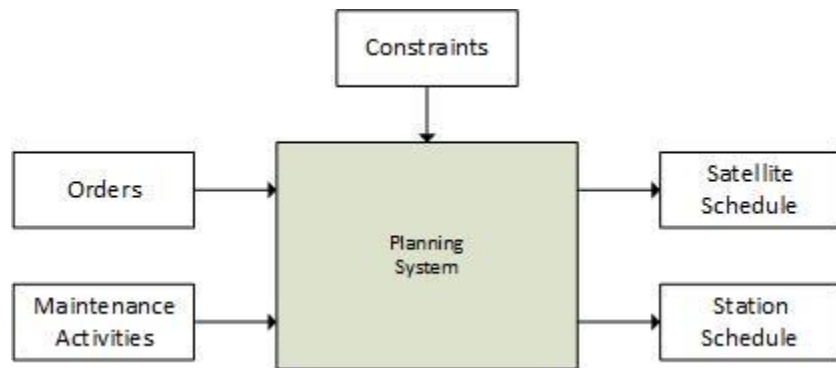 Constraints
Orders
Maintenance
Activities
Planning
System
Satellite
Schedule
Station
Schedule